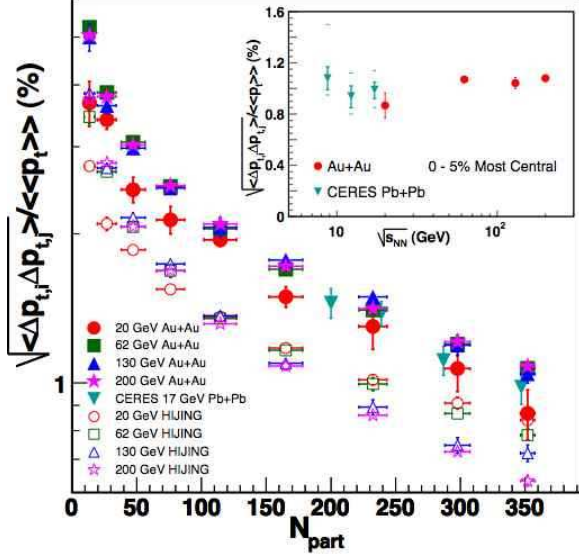 √<Δp_t,i Δp_t,j>/<<p_t>> (%)
1
0 50 100 150 200 250 300 350
N_part
20 GeV Au+Au
62 GeV Au+Au
130 GeV Au+Au
200 GeV Au+Au
CERES 17 GeV Pb+Pb
20 GeV HIJING
62 GeV HIJING
130 GeV HIJING
200 GeV HIJING
√<Δp_t,i Δp_t,j>/<<p_t>> (%)
1.6
1.2
0.8
0.4
0
Au+Au 0 - 5% Most Central
CERES Pb+Pb
10 10²
√s_NN (GeV)